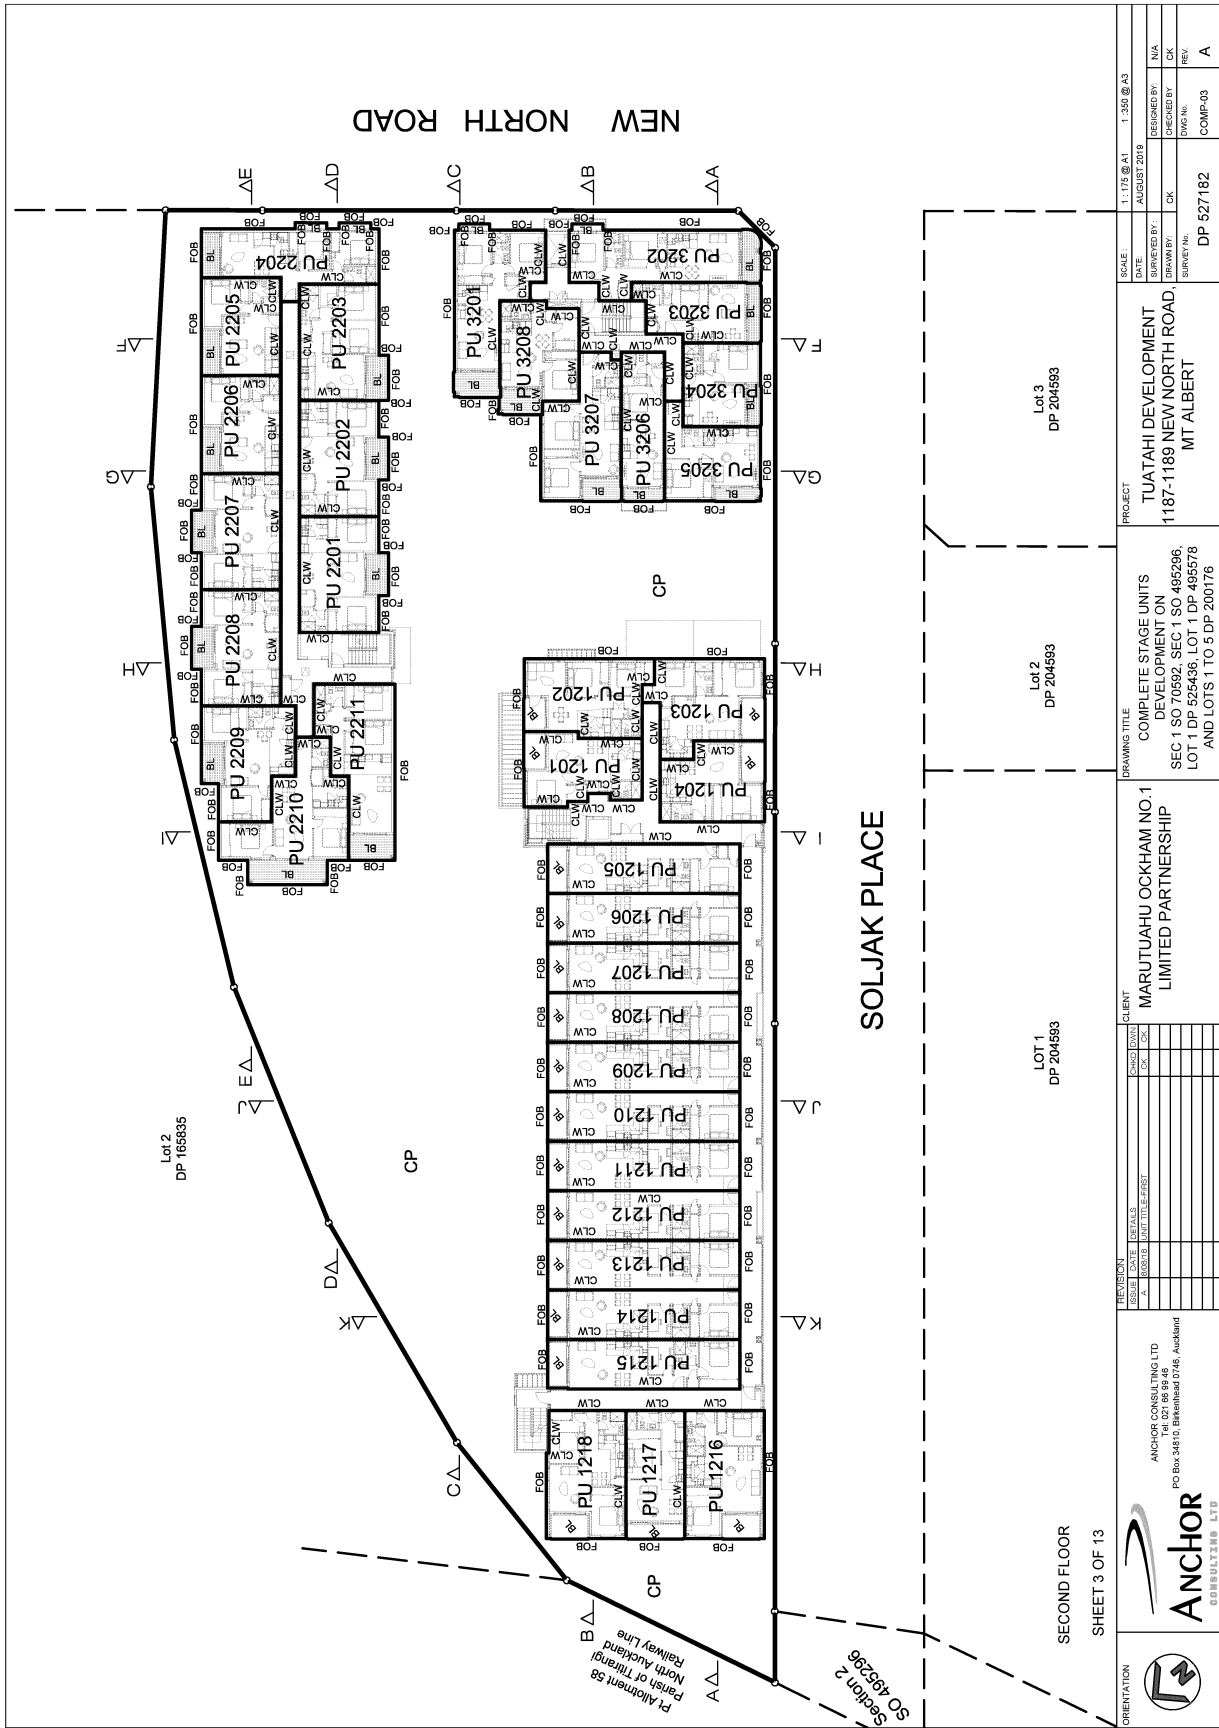 NEW NORTH ROAD
SOLJAK PLACE
Lot 2
DP 165835
Lot 3
DP 204593
Lot 2
DP 204593
LOT 1
DP 204593
Pt Allotment 58
Parish of Titirangi
North Auckland
Railway Line
Section 2
SO 495296
CP
CP
CP
A
B
C
D
E
F
G
H
I
J
K
A
B
C
D
E
F
G
H
I
J
K
PU 2201
PU 2202
PU 2203
PU 2204
PU 2205
PU 2206
PU 2207
PU 2208
PU 2209
PU 2210
PU 2211
PU 3201
PU 3202
PU 3203
PU 3204
PU 3205
PU 3206
PU 3207
PU 3208
PU 1201
PU 1202
PU 1203
PU 1204
PU 1205
PU 1206
PU 1207
PU 1208
PU 1209
PU 1210
PU 1211
PU 1212
PU 1213
PU 1214
PU 1215
PU 1216
PU 1217
PU 1218
FOB
BL
CLW
SECOND FLOOR
SHEET 3 OF 13
ORIENTATION
N
ANCHOR
CONSULTING LTD
ANCHOR CONSULTING LTD
Tel: 021 66 99 46
PO Box 34810, Birkenhead 0746, Auckland
REVISION
ISSUE DATE DETAILS CHKD DWN
A 8/08/18 UNIT TITLE-FIRST CK CK
CLIENT
MARUTUAHU OCKHAM NO.1
LIMITED PARTNERSHIP
DRAWING TITLE
COMPLETE STAGE UNITS
DEVELOPMENT ON
SEC 1 SO 70592, SEC 1 SO 495296,
LOT 1 DP 525436, LOT 1 DP 495578
AND LOTS 1 TO 5 DP 200176
PROJECT
TUATAHI DEVELOPMENT
1187-1189 NEW NORTH ROAD,
MT ALBERT
SCALE : 1 : 175 @ A1 1 :350 @ A3
DATE: AUGUST 2019
SURVEYED BY : DESIGNED BY: N/A
DRAWN BY: CK CHECKED BY CK
SURVEY No. DWG No. REV.
DP 527182 COMP-03 A